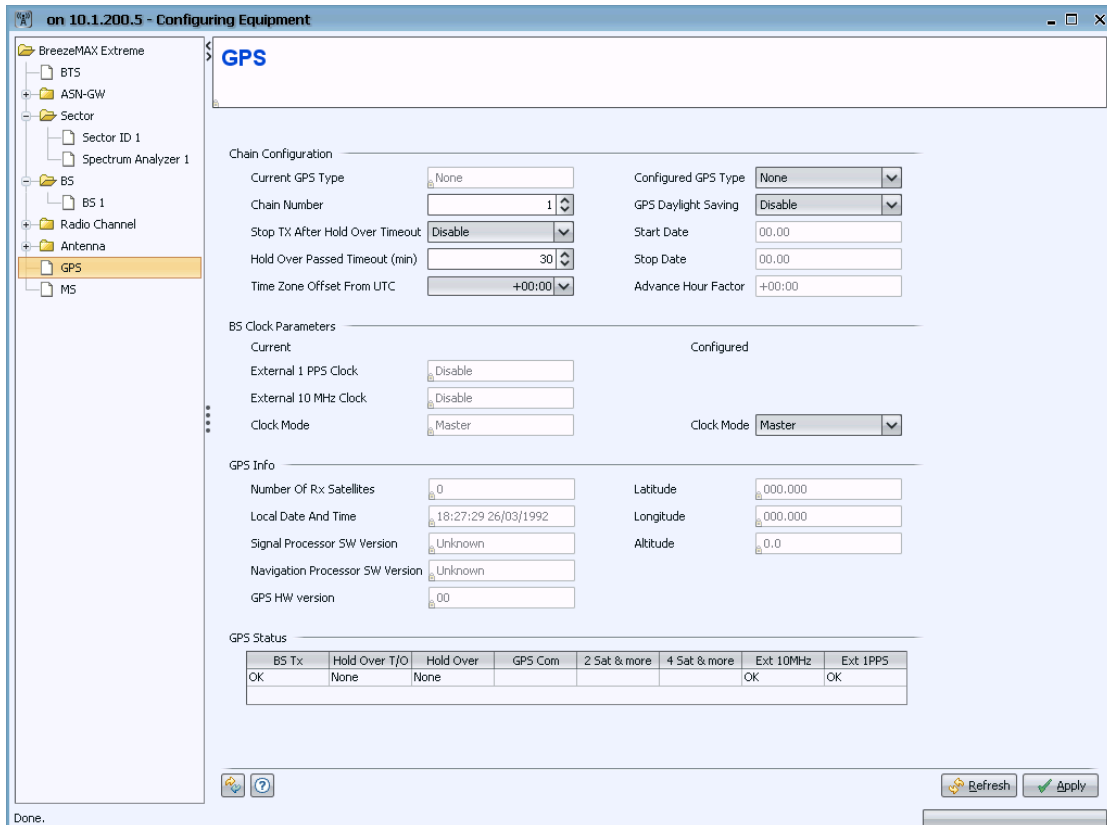 on 10.1.200.5 - Configuring Equipment
BreezeMAX Extreme
BTS
ASN-GW
Sector
Sector ID 1
Spectrum Analyzer 1
BS
BS 1
Radio Channel
Antenna
GPS
MS
GPS
Chain Configuration
Current GPS Type None Configured GPS Type None
Chain Number 1 GPS Daylight Saving Disable
Stop TX After Hold Over Timeout Disable Start Date 00.00
Hold Over Passed Timeout (min) 30 Stop Date 00.00
Time Zone Offset From UTC +00:00 Advance Hour Factor +00:00
BS Clock Parameters
Current Configured
External 1 PPS Clock Disable
External 10 MHz Clock Disable
Clock Mode Master Clock Mode Master
GPS Info
Number Of Rx Satellites 0 Latitude 000.000
Local Date And Time 18:27:29 26/03/1992 Longitude 000.000
Signal Processor SW Version Unknown Altitude 0.0
Navigation Processor SW Version Unknown
GPS HW version 00
GPS Status
BS Tx Hold Over T/O Hold Over GPS Com 2 Sat & more 4 Sat & more Ext 10MHz Ext 1PPS
OK None None OK OK
Refresh Apply
Done.